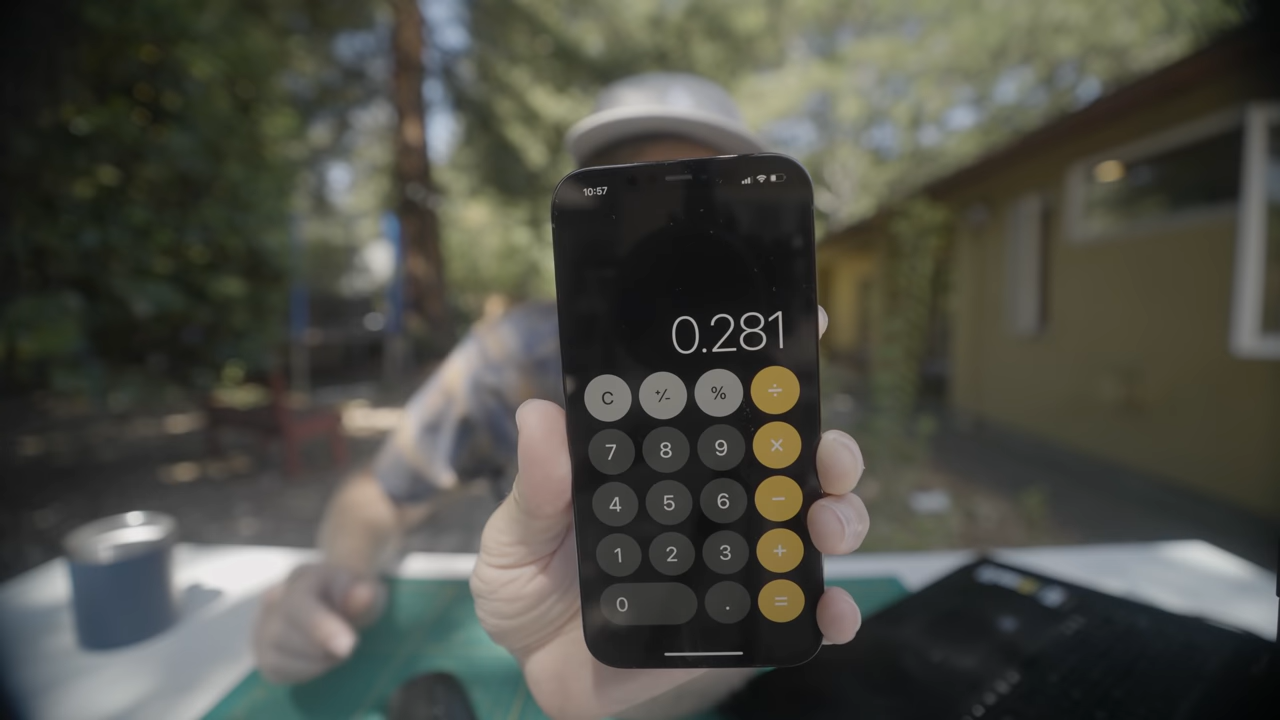 10:57
0.281
C +/- % ÷
7 8 9 ×
4 5 6 −
1 2 3 +
0 . =